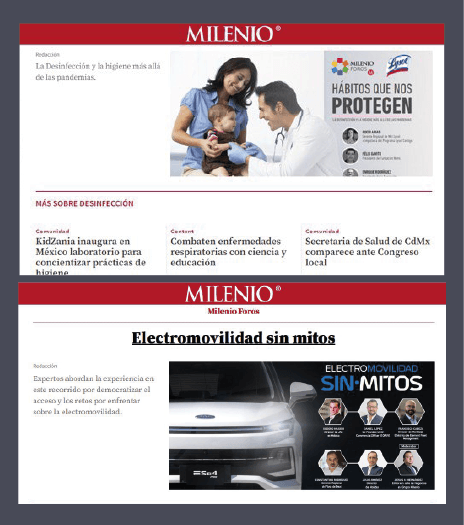 MILENIO®
Redacción
La Desinfección y la higiene más allá
de las pandemias.
MILENIO
FOROS
Lysol
HÁBITOS QUE NOS
PROTEGEN
MÁS SOBRE DESINFECCIÓN
Comunidad
KidZania inaugura en
México laboratorio para
concientizar prácticas de
higiene
Content
Combaten enfermedades
respiratorias con ciencia y
educación
Comunidad
Secretaria de Salud de CdMx
comparece ante Congreso
local
MILENIO®
Milenio Foros
Electromovilidad sin mitos
Redacción
Expertos abordan la experiencia en
este recorrido por democratizar el
acceso y los retos por enfrentar
sobre la electromovilidad.
ELECTROMOVILIDAD
SIN·MITOS